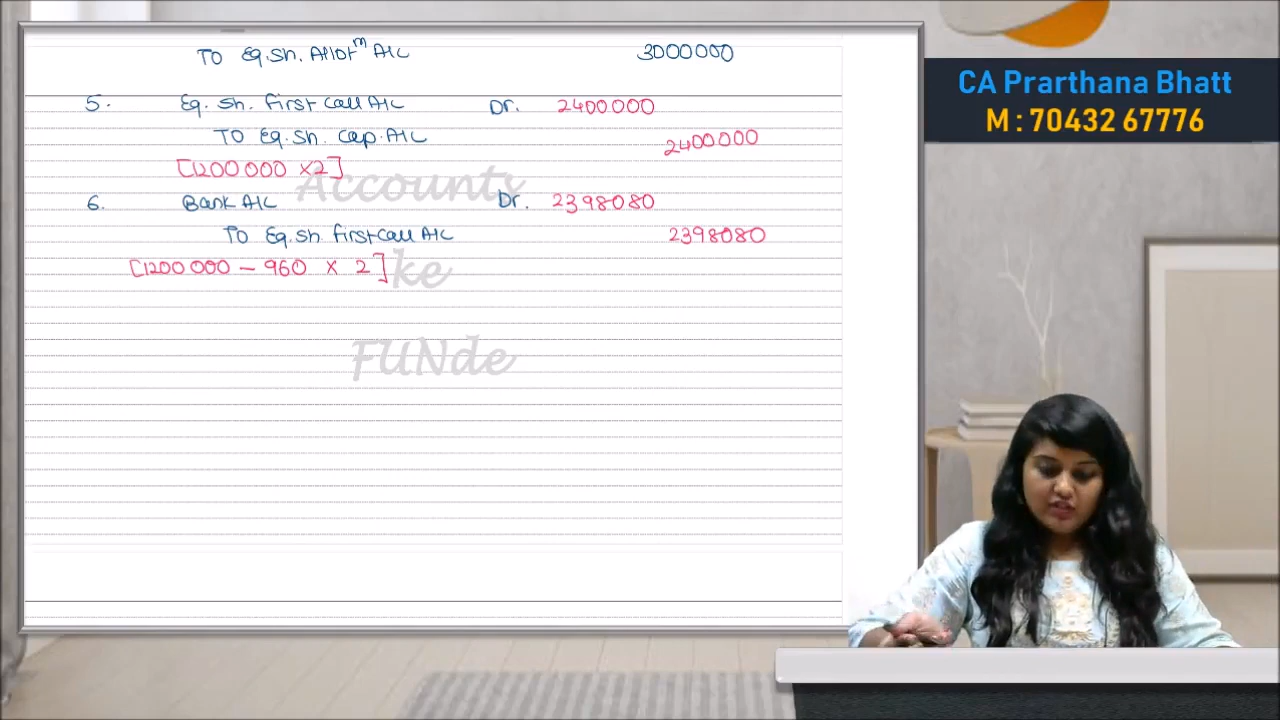 To Eq.sh. Allotm A/C 3000000
5. Eq. sh. first call A/C Dr. 2400000
To Eq.sh. cap. A/C 2400000
[1200000 x2]
6. Bank A/C Dr. 2398080
To Eq.sh. first call A/C 2398080
[1200000 - 960 x 2]
Accounts
ke
FUNde
CA Prarthana Bhatt
M : 70432 67776